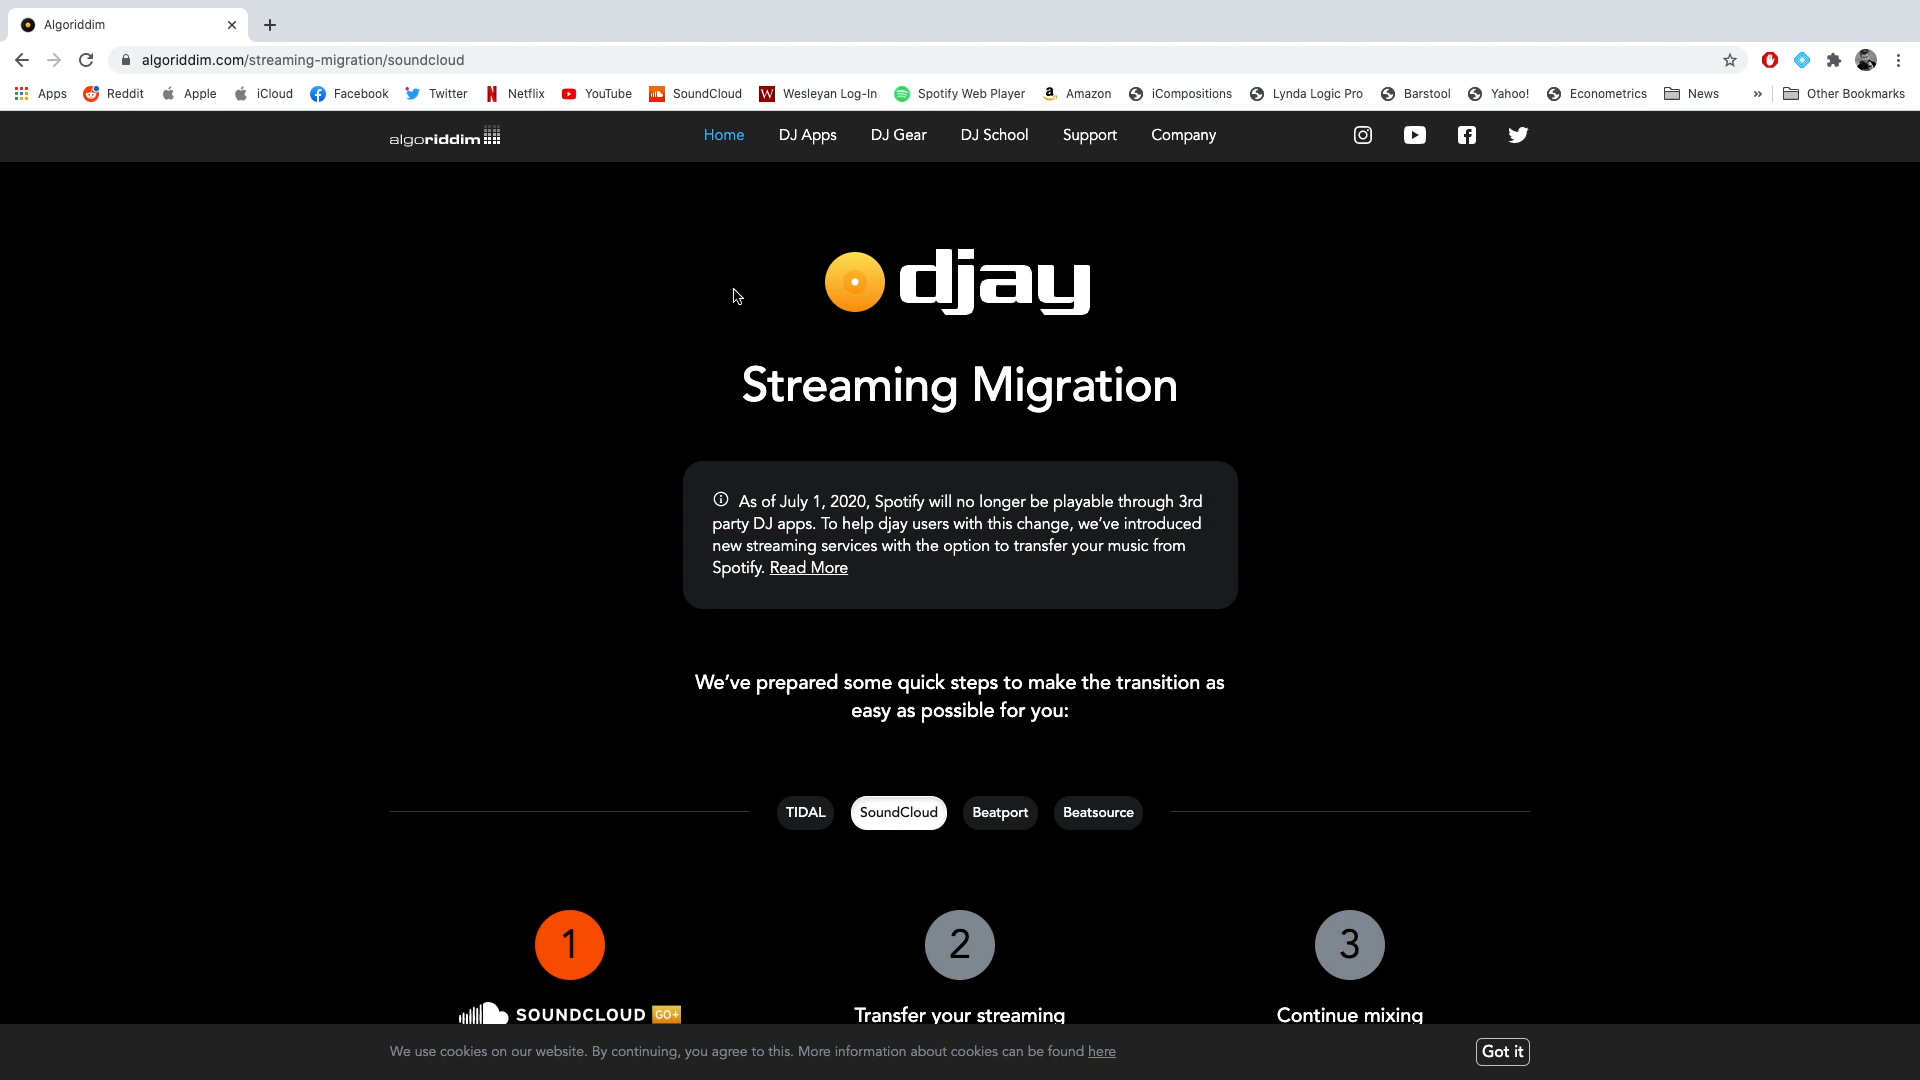 Algoriddim
algoriddim.com/streaming-migration/soundcloud
Apps Reddit Apple iCloud Facebook Twitter Netflix YouTube SoundCloud Wesleyan Log-In Spotify Web Player Amazon iCompositions Lynda Logic Pro Barstool Yahoo! Econometrics News » Other Bookmarks
algoriddim Home DJ Apps DJ Gear DJ School Support Company
djay
Streaming Migration
As of July 1, 2020, Spotify will no longer be playable through 3rd
party DJ apps. To help djay users with this change, we've introduced
new streaming services with the option to transfer your music from
Spotify. Read More
We've prepared some quick steps to make the transition as
easy as possible for you:
TIDAL SoundCloud Beatport Beatsource
1 2 3
SOUNDCLOUD GO+ Transfer your streaming Continue mixing
We use cookies on our website. By continuing, you agree to this. More information about cookies can be found here Got it